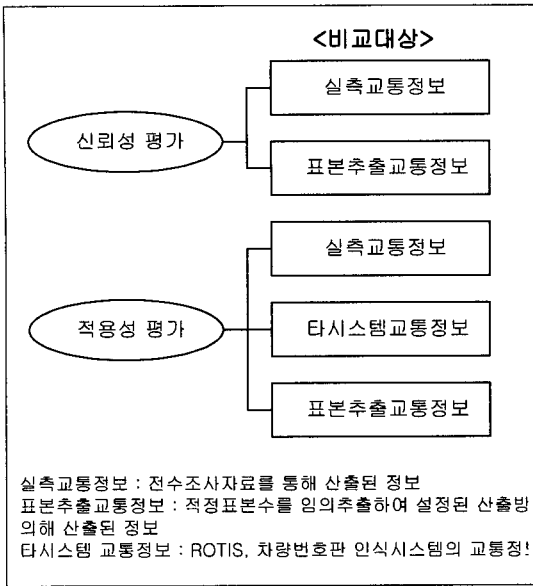 <비교대상>
실측교통정보
신뢰성 평가
표본추출교통정보
실측교통정보
적용성 평가
타시스템교통정보
표본추출교통정보
실측교통정보 : 전수조사자료를 통해 산출된 정보
표본추출교통정보 : 적정표본수를 임의추출하여 설정된 산출방
의해 산출된 정보
타시스템 교통정보 : ROTIS, 차량번호판 인식시스템의